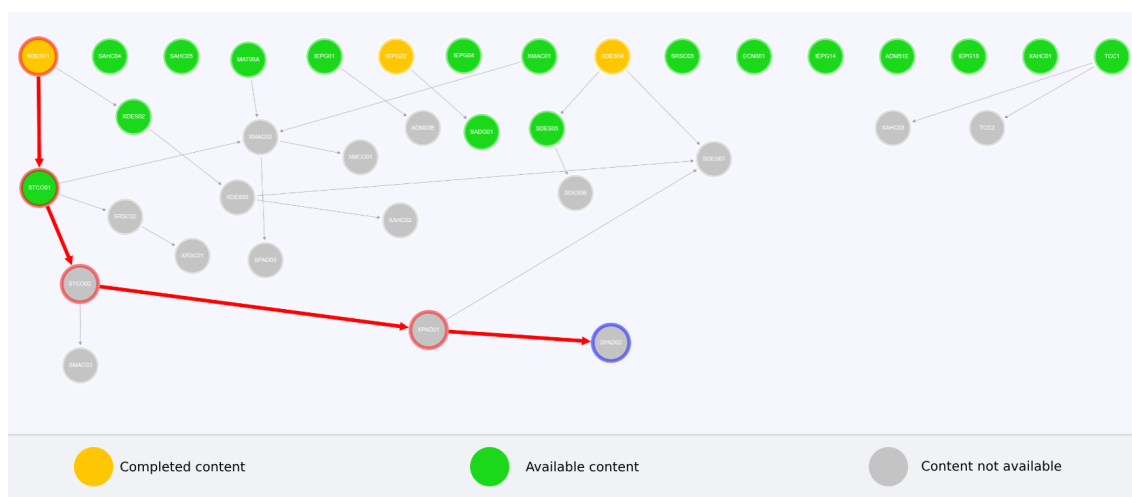 XDES01
SAHC04
SAHC05
MAT00A
IEPG01
IEPG22
IEPG04
XMAC01
XDES04
SRSC03
ECN001
IEPG14
ADM51E
IEPG10
XAHC01
TCC1
XDES02
XMAC02
ADM03E
SADG01
SDES05
XAHC03
TCC2
XMCO01
SDES07
STCO01
XDES03
SDES06
SRSC02
XAHC02
XRSC01
SPAD03
STCO02
XPAD01
SPAD02
SMAC03
Completed content
Available content
Content not available